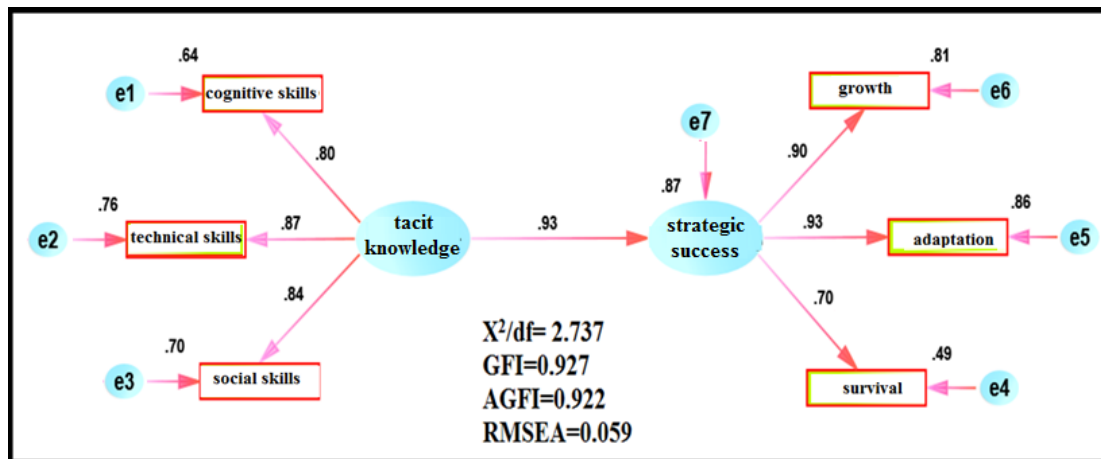 .64
e1
cognitive skills
.80
.76
e2
technical skills
.87
.84
.70
e3
social skills
tacit
knowledge
.93
e7
.87
strategic
success
.81
growth
e6
.90
.86
.93
adaptation
e5
.70
.49
survival
e4
X²/df= 2.737
GFI=0.927
AGFI=0.922
RMSEA=0.059